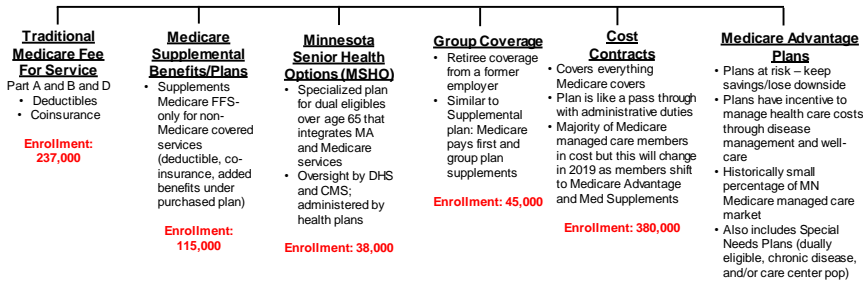 Traditional
Medicare Fee
For Service
Part A and B and D
• Deductibles
• Coinsurance
Enrollment:
237,000
Medicare
Supplemental
Benefits/Plans
• Supplements
Medicare FFS-
only for non-
Medicare covered
services
(deductible, co-
insurance, added
benefits under
purchased plan)
Enrollment:
115,000
Minnesota
Senior Health
Options (MSHO)
• Specialized plan
for dual eligibles
over age 65 that
integrates MA
and Medicare
services
• Oversight by DHS
and CMS;
administered by
health plans
Enrollment: 38,000
Group Coverage
• Retiree coverage
from a former
employer
• Similar to
Supplemental
plan: Medicare
pays first and
group plan
supplements
Enrollment: 45,000
Cost
Contracts
• Covers everything
Medicare covers
• Plan is like a pass through
with administrative duties
• Majority of Medicare
managed care members
in cost but this will change
in 2019 as members shift
to Medicare Advantage
and Med Supplements
Enrollment: 380,000
Medicare Advantage
Plans
• Plans at risk – keep
savings/lose downside
• Plans have incentive to
manage health care costs
through disease
management and well-
care
• Historically small
percentage of MN
Medicare managed care
market
• Also includes Special
Needs Plans (dually
eligible, chronic disease,
and/or care center pop)